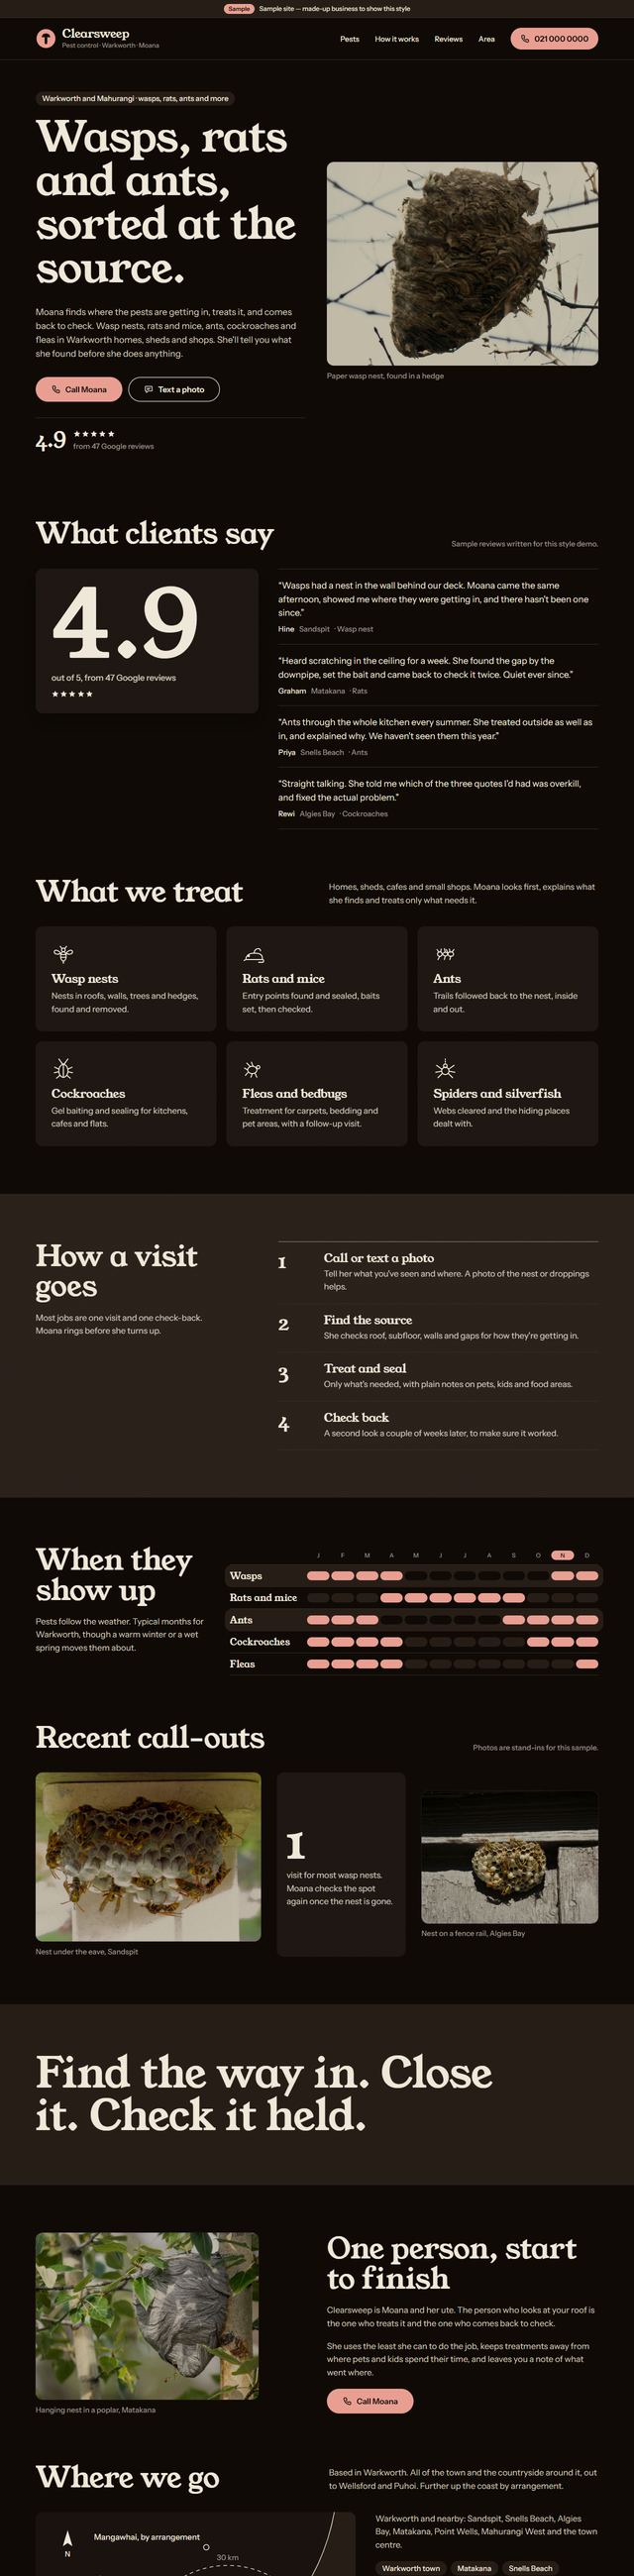 Sample Sample site — made-up business to show this style
Clearsweep
Pest control · Warkworth · Moana
Pests How it works Reviews Area 021 000 0000
Warkworth and Mahurangi · wasps, rats, ants and more
Wasps, rats
and ants,
sorted at the
source.
Moana finds where the pests are getting in, treats it, and comes
back to check. Wasp nests, rats and mice, ants, cockroaches and
fleas in Warkworth homes, sheds and shops. She'll tell you what
she found before she does anything.
Call Moana Text a photo
4.9 ★★★★★
from 47 Google reviews
Paper wasp nest, found in a hedge
What clients say
Sample reviews written for this style demo.
4.9
out of 5, from 47 Google reviews
★★★★★
“Wasps had a nest in the wall behind our deck. Moana came the same
afternoon, showed me where they were getting in, and there hasn't been one
since.”
Hine Sandspit · Wasp nest
“Heard scratching in the ceiling for a week. She found the gap by the
downpipe, set the bait and came back to check it twice. Quiet ever since.”
Graham Matakana · Rats
“Ants through the whole kitchen every summer. She treated outside as well as
in, and explained why. We haven't seen them this year.”
Priya Snells Beach · Ants
“Straight talking. She told me which of the three quotes I'd had was overkill,
and fixed the actual problem.”
Rewi Algies Bay · Cockroaches
What we treat
Homes, sheds, cafes and small shops. Moana looks first, explains what
she finds and treats only what needs it.
Wasp nests
Nests in roofs, walls, trees and hedges,
found and removed.
Rats and mice
Entry points found and sealed, baits
set, then checked.
Ants
Trails followed back to the nest, inside
and out.
Cockroaches
Gel baiting and sealing for kitchens,
cafes and flats.
Fleas and bedbugs
Treatment for carpets, bedding and
pet areas, with a follow-up visit.
Spiders and silverfish
Webs cleared and the hiding places
dealt with.
How a visit
goes
Most jobs are one visit and one check-back.
Moana rings before she turns up.
1 Call or text a photo
Tell her what you've seen and where. A photo of the nest or droppings
helps.
2 Find the source
She checks roof, subfloor, walls and gaps for how they're getting in.
3 Treat and seal
Only what's needed, with plain notes on pets, kids and food areas.
4 Check back
A second look a couple of weeks later, to make sure it worked.
When they
show up
Pests follow the weather. Typical months for
Warkworth, though a warm winter or a wet
spring moves them about.
J F M A M J J A S O N D
Wasps
Rats and mice
Ants
Cockroaches
Fleas
Recent call-outs
Photos are stand-ins for this sample.
Nest under the eave, Sandspit
1
visit for most wasp nests.
Moana checks the spot
again once the nest is gone.
Nest on a fence rail, Algies Bay
Find the way in. Close
it. Check it held.
Hanging nest in a poplar, Matakana
One person, start
to finish
Clearsweep is Moana and her ute. The person who looks at your roof is
the one who treats it and the one who comes back to check.
She uses the least she can to do the job, keeps treatments away from
where pets and kids spend their time, and leaves you a note of what
went where.
Call Moana
Where we go
Based in Warkworth. All of the town and the countryside around it, out
to Wellsford and Puhoi. Further up the coast by arrangement.
N
Mangawhai, by arrangement
30 km
Warkworth and nearby: Sandspit, Snells Beach, Algies
Bay, Matakana, Point Wells, Mahurangi West and the town
centre.
Warkworth town Matakana Snells Beach